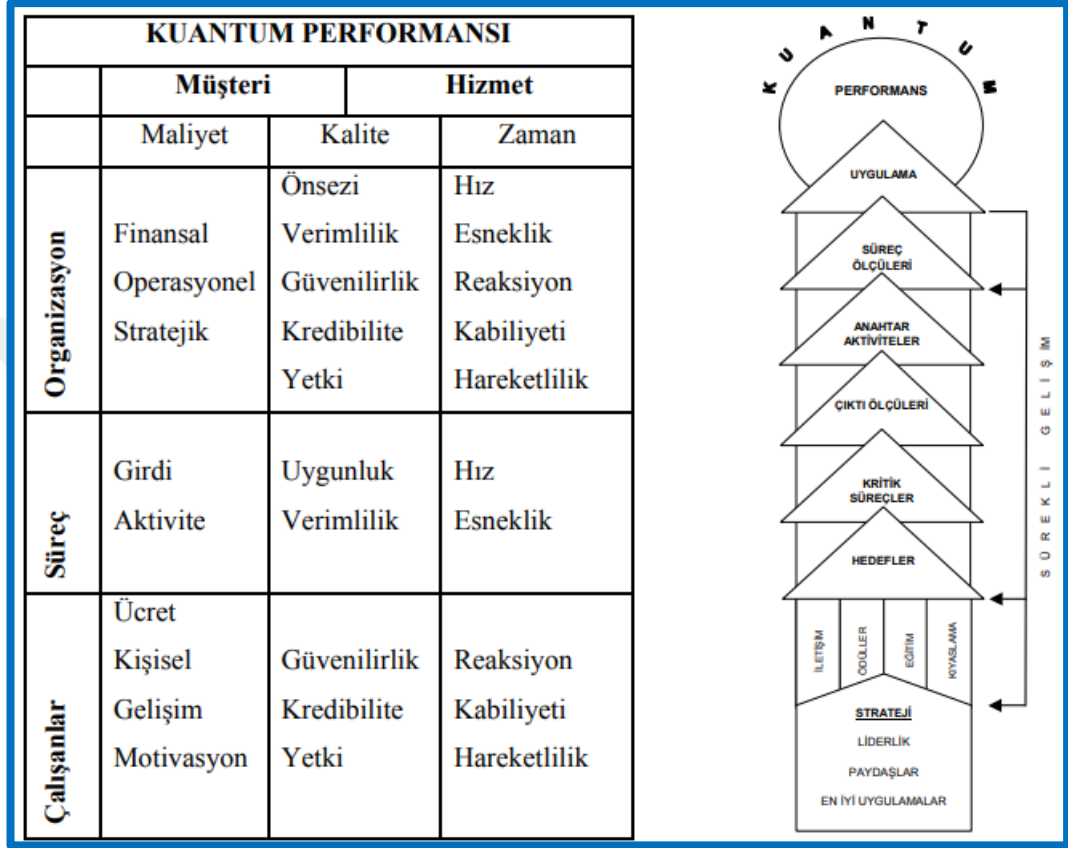 KUANTUM PERFORMANSI
Müşteri Hizmet
Maliyet Kalite Zaman
Organizasyon
Finansal
Operasyonel
Stratejik
Önsezi
Verimlilik
Güvenilirlik
Kredibilite
Yetki
Hız
Esneklik
Reaksiyon
Kabiliyeti
Hareketlilik
Süreç
Girdi
Aktivite
Uygunluk
Verimlilik
Hız
Esneklik
Çalışanlar
Ücret
Kişisel
Gelişim
Motivasyon
Güvenilirlik
Kredibilite
Yetki
Reaksiyon
Kabiliyeti
Hareketlilik
KUANTUM
PERFORMANS
UYGULAMA
SÜREÇ
ÖLÇÜLERİ
ANAHTAR
AKTİVİTELER
ÇIKTI ÖLÇÜLERİ
KRİTİK
SÜREÇLER
HEDEFLER
İLETİŞİM
ÖDÜLLER
EĞİTİM
KIYASLAMA
STRATEJİ
LİDERLİK
PAYDAŞLAR
EN İYİ UYGULAMALAR
SÜREKLİ GELİŞİM